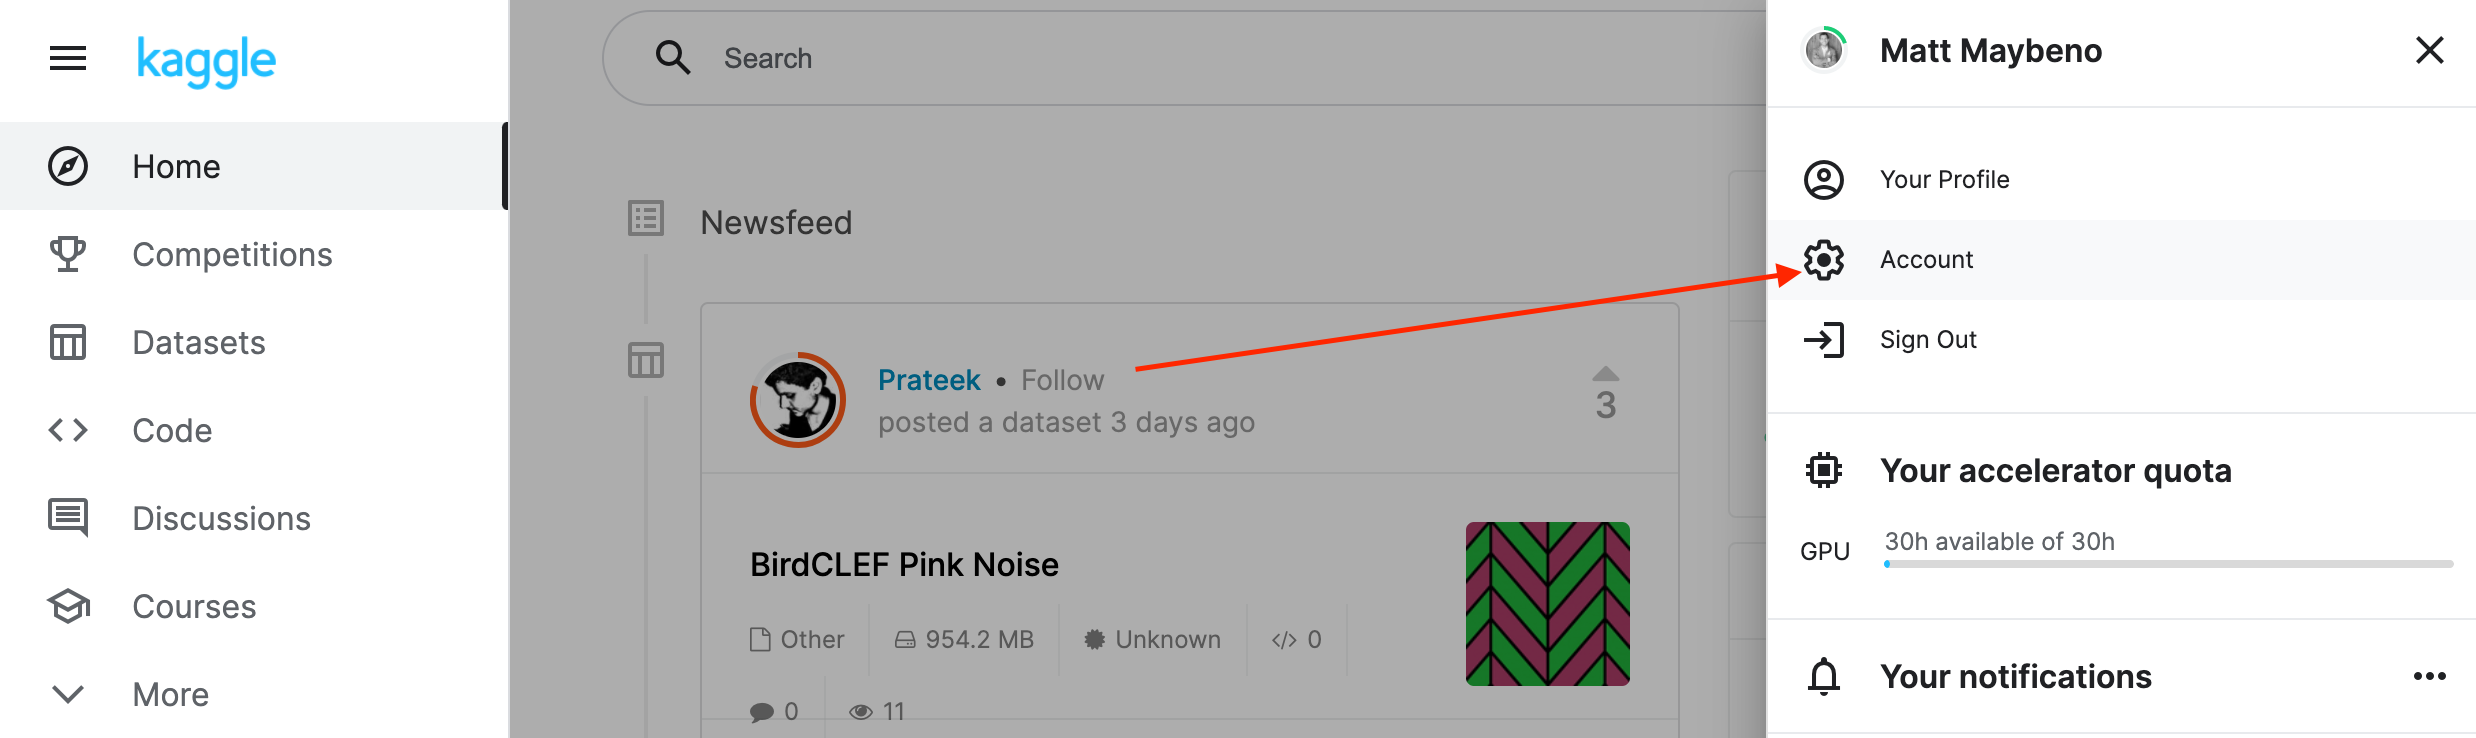 kaggle
Home
Competitions
Datasets
Code
Discussions
Courses
More
Search
Newsfeed
Prateek • Follow
posted a dataset 3 days ago
3
BirdCLEF Pink Noise
Other 954.2 MB Unknown 0
0 11
Matt Maybeno
Your Profile
Account
Sign Out
Your accelerator quota
GPU 30h available of 30h
Your notifications